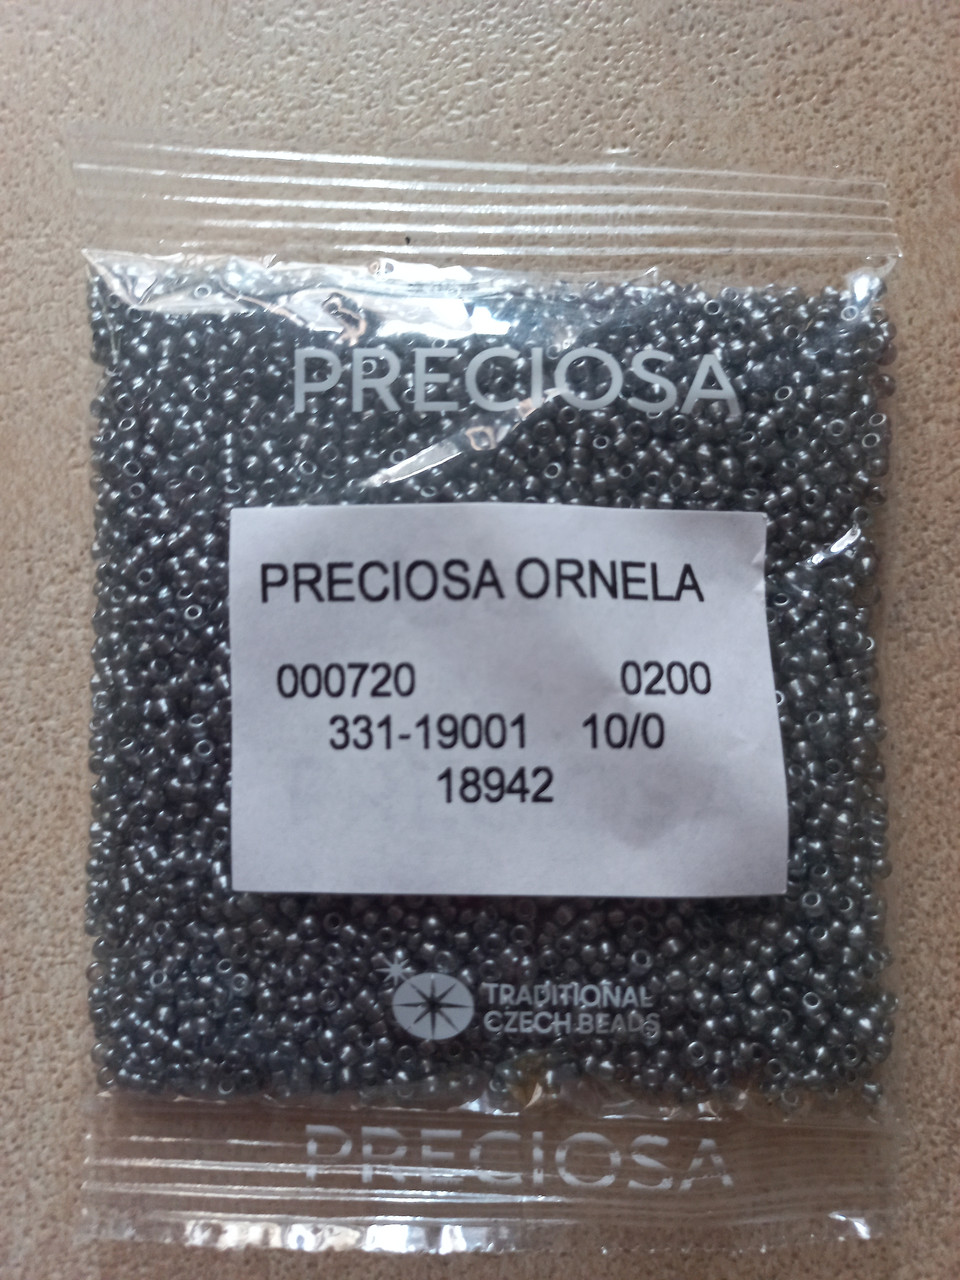 PRECIOSA
PRECIOSA ORNELA
000720 0200
331-19001 10/0
18942
TRADITIONAL
CZECH BEADS
PRECIOSA